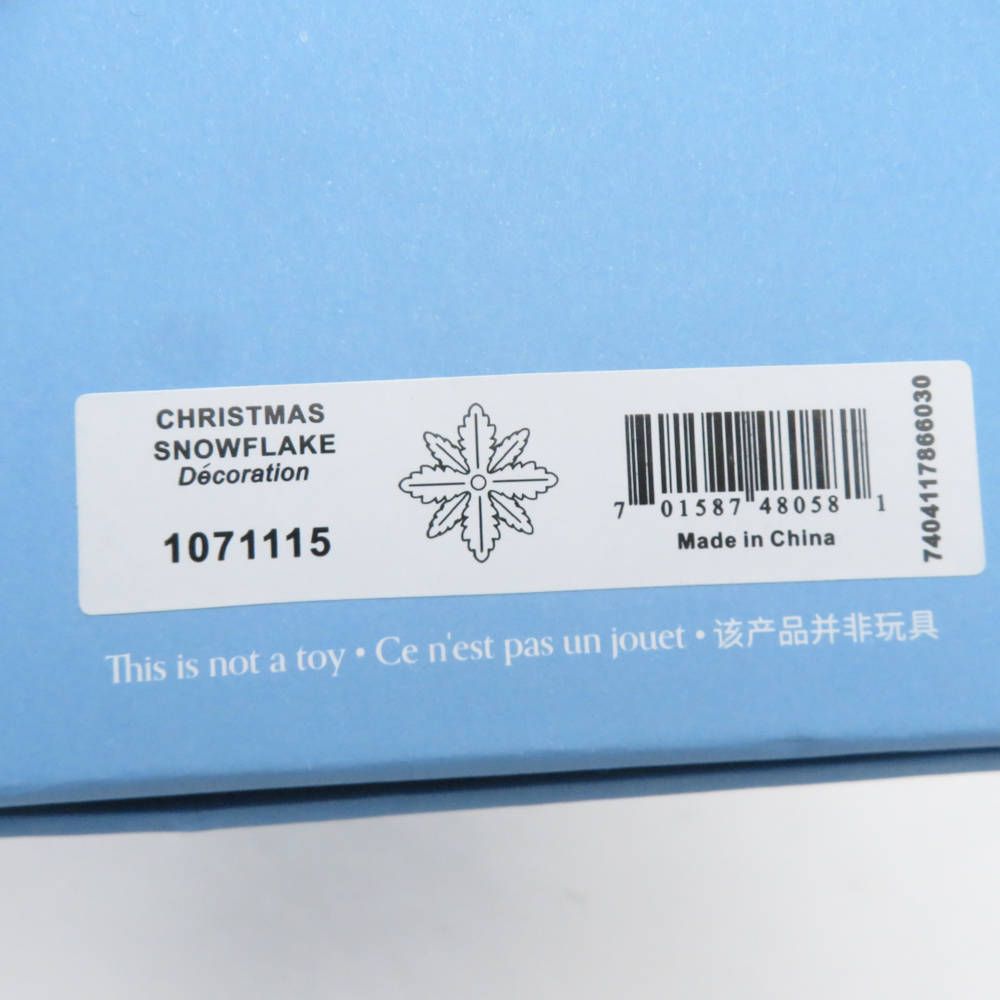 CHRISTMAS
SNOWFLAKE
Décoration
1071115
7 01587 48058 1
Made in China
7404117866030
This is not a toy • Ce n'est pas un jouet • 该产品并非玩具